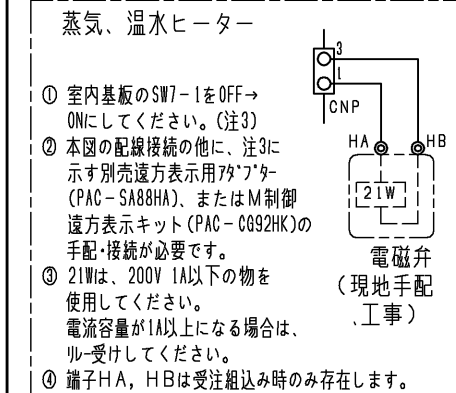 蒸気、温水ヒーター
① 室内基板のSW7-1をOFF→
ONにしてください。(注3)
② 本図の配線接続の他に、注3に
示す別売遠方表示用ｱﾀﾞﾌﾟﾀｰ
(PAC-SA88HA)、またはM制御
遠方表示キット(PAC-CG92HK)の
手配・接続が必要です。
③ 21Wは、200V 1A以下の物を
使用してください。
電流容量が1A以上になる場合は、
ﾘﾚｰ受けしてください。
④ 端子HA，HBは受注組込み時のみ存在します。
3
1
CNP
HA
HB
21W
電磁弁
(現地手配
、工事)